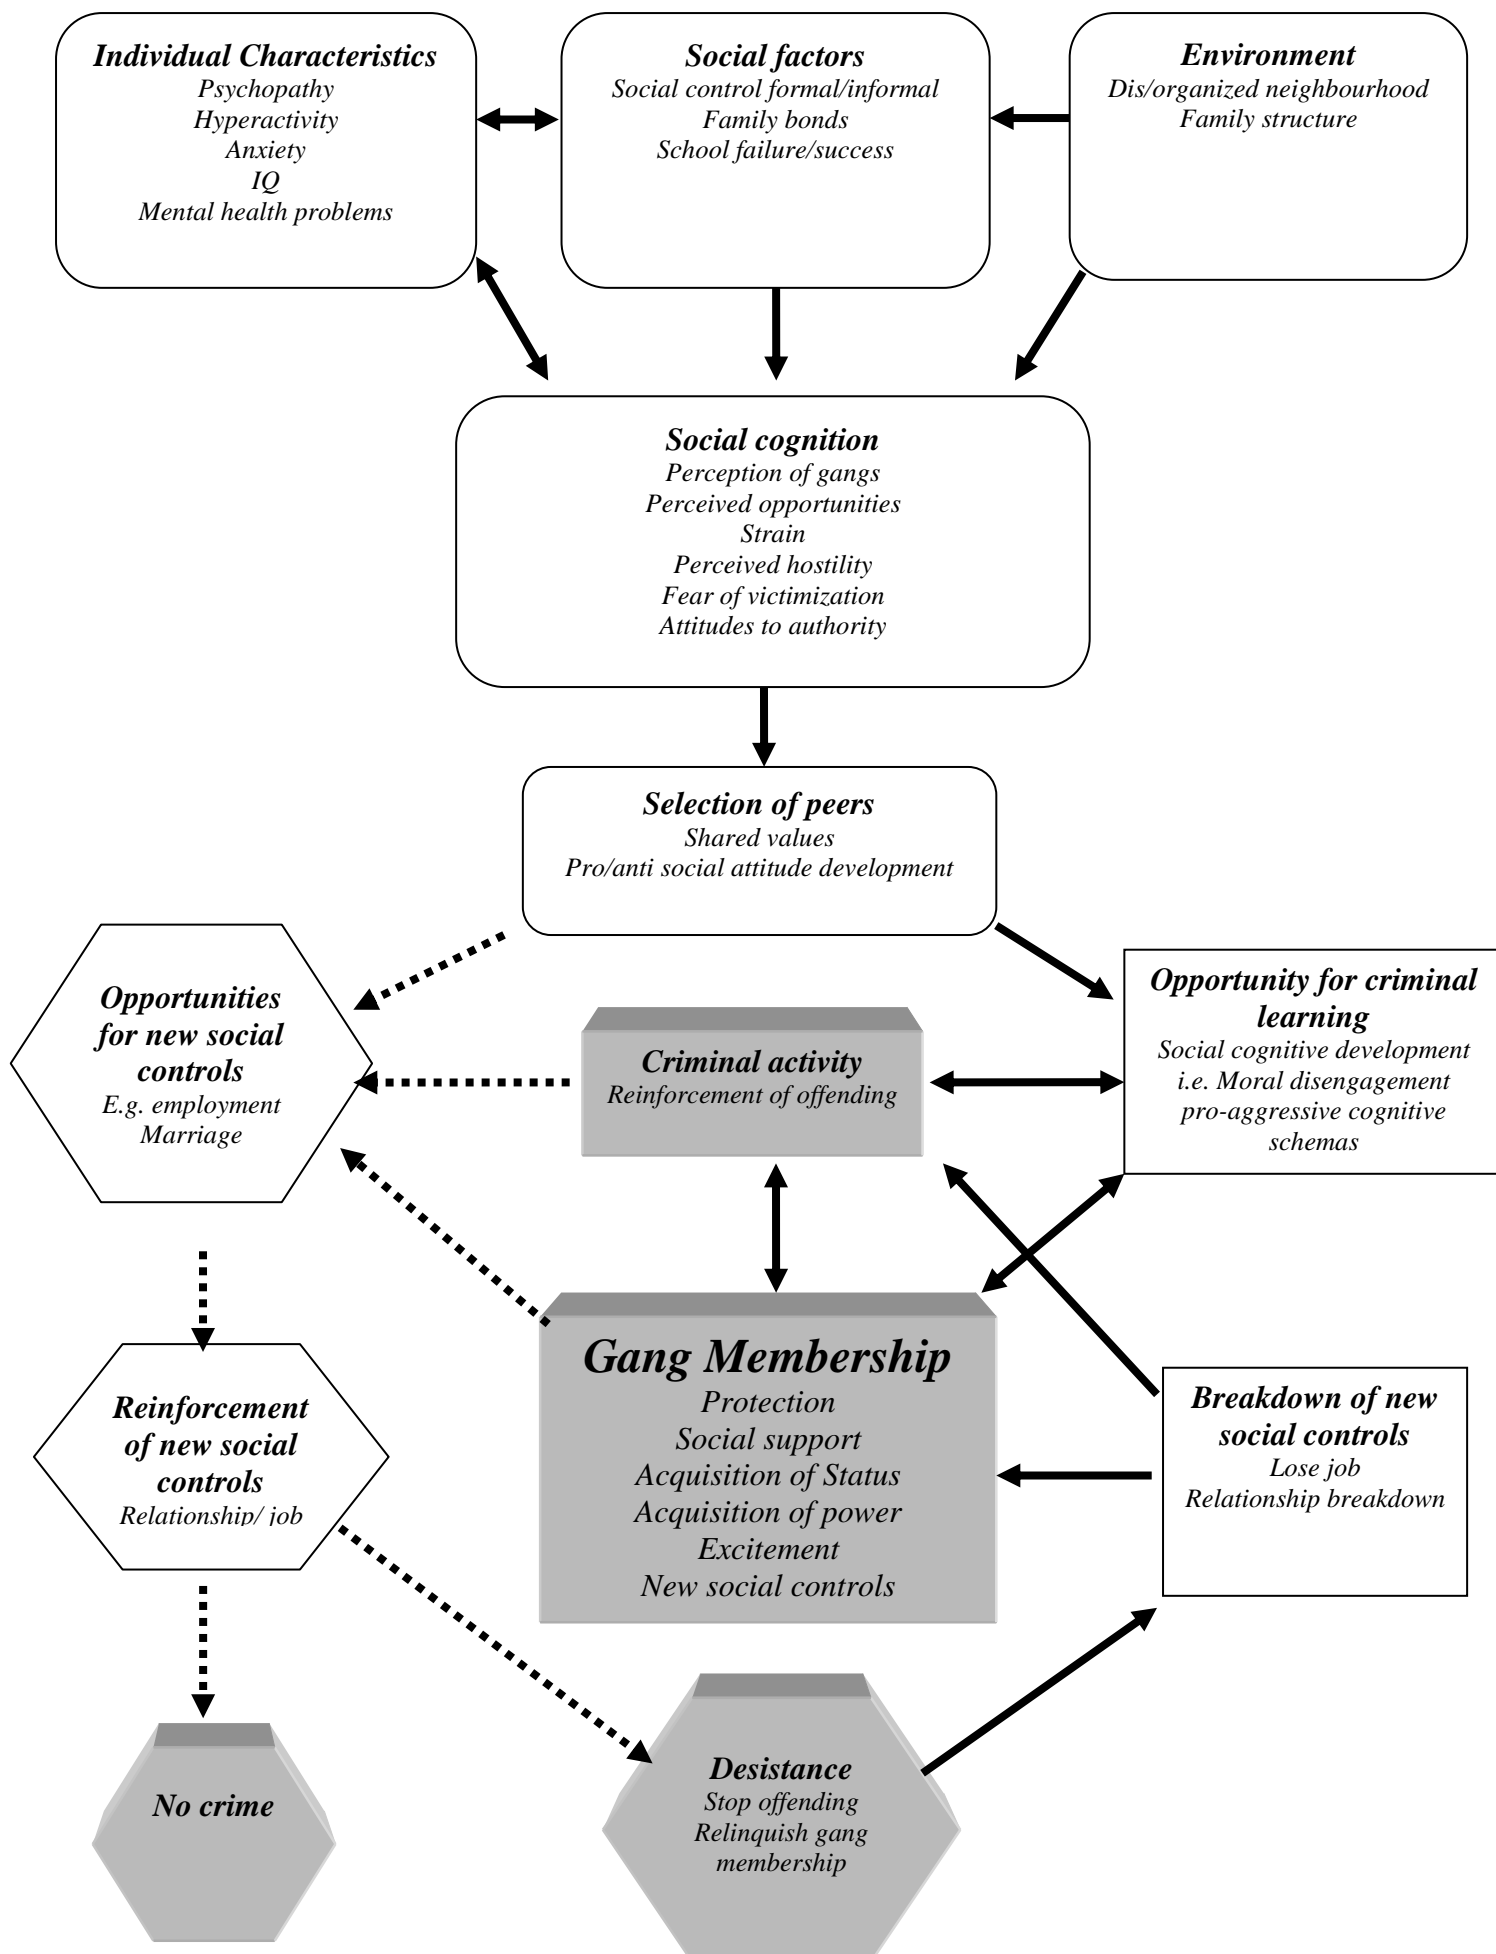 Individual Characteristics
Psychopathy
Hyperactivity
Anxiety
IQ
Mental health problems
Social factors
Social control formal/informal
Family bonds
School failure/success
Environment
Dis/organized neighbourhood
Family structure
Social cognition
Perception of gangs
Perceived opportunities
Strain
Perceived hostility
Fear of victimization
Attitudes to authority
Selection of peers
Shared values
Pro/anti social attitude development
Opportunities
for new social
controls
E.g. employment
Marriage
Criminal activity
Reinforcement of offending
Opportunity for criminal
learning
Social cognitive development
i.e. Moral disengagement
pro-aggressive cognitive
schemas
Gang Membership
Protection
Social support
Acquisition of Status
Acquisition of power
Excitement
New social controls
Reinforcement
of new social
controls
Relationship/ job
Breakdown of new
social controls
Lose job
Relationship breakdown
No crime
Desistance
Stop offending
Relinquish gang
membership